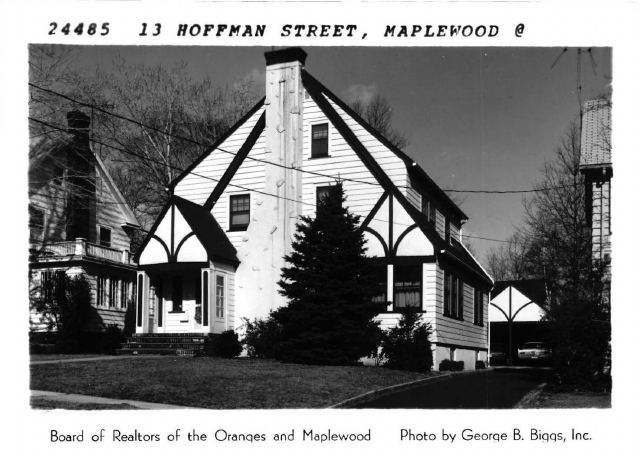 24485 13 HOFFMAN STREET, MAPLEWOOD @
Board of Realtors of the Oranges and Maplewood Photo by George B. Biggs, Inc.